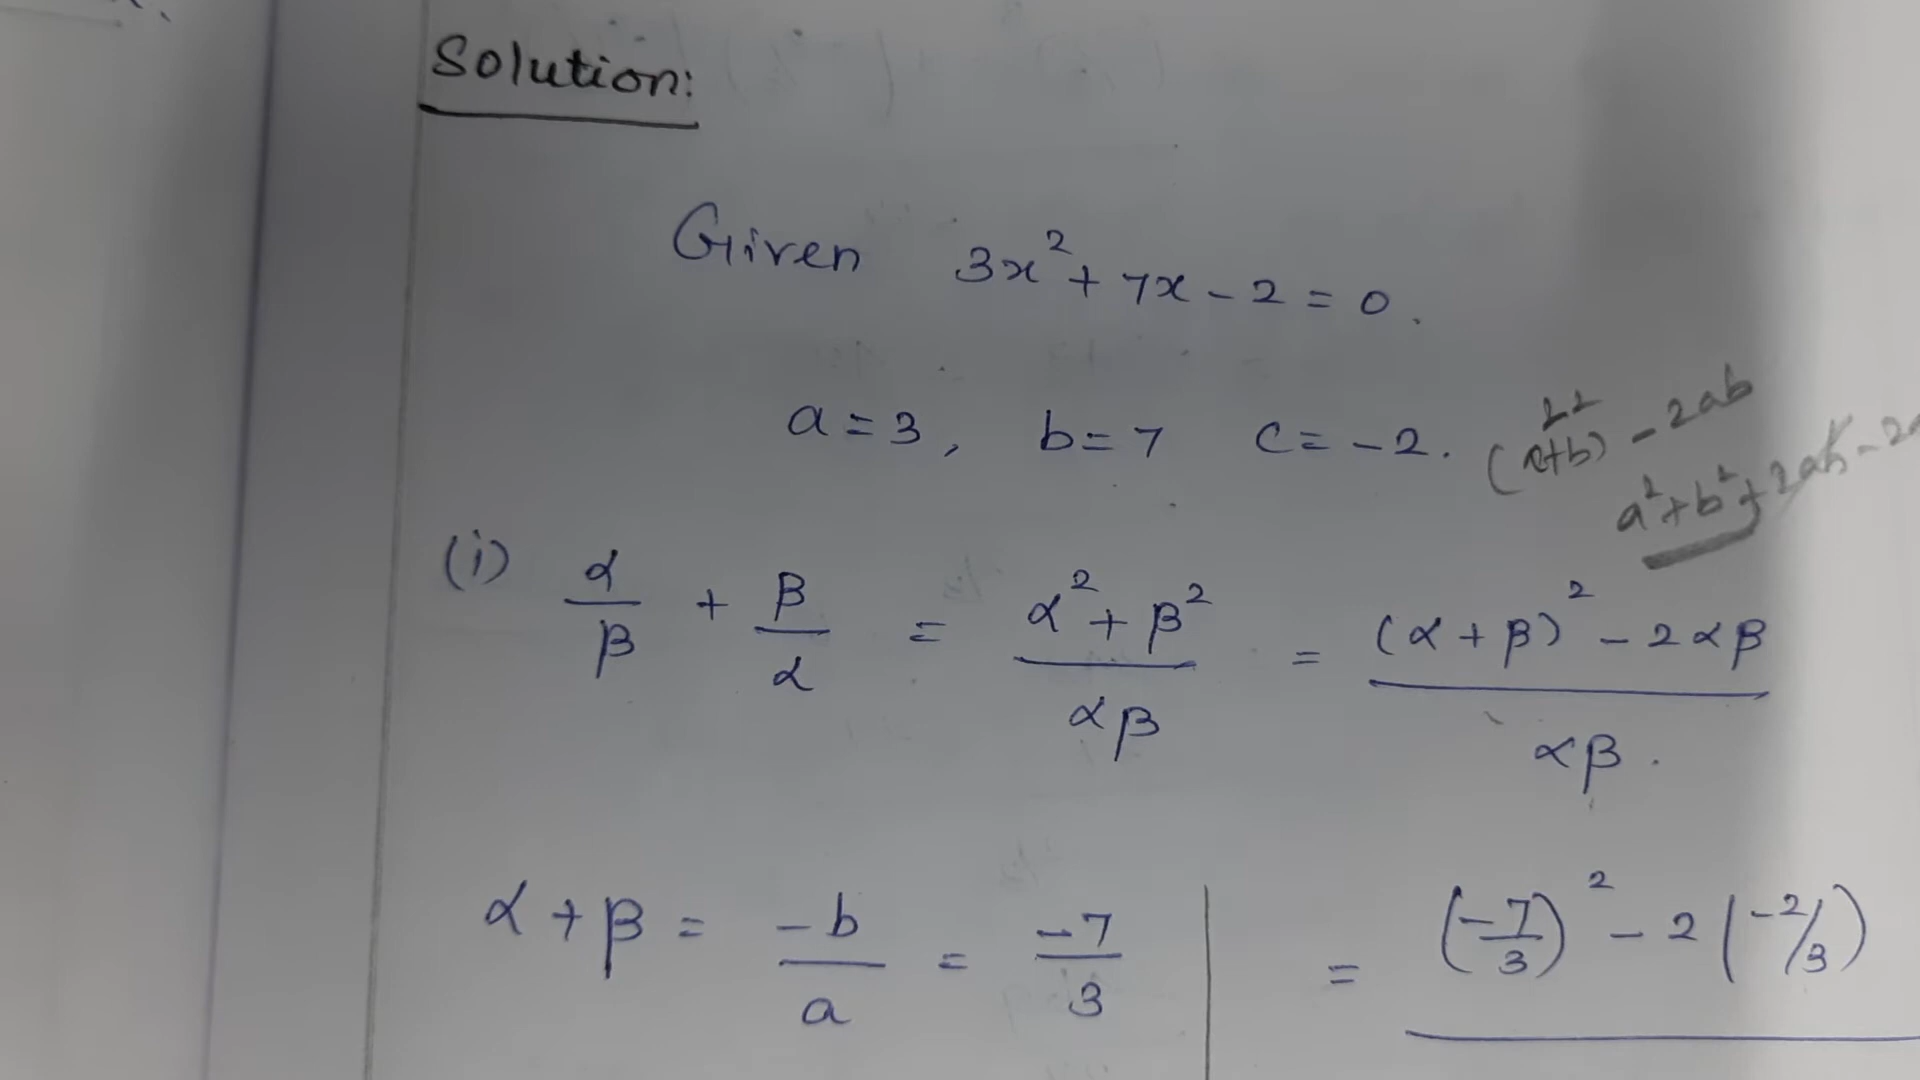 Solution:
Given 3x² + 7x - 2 = 0.
a = 3, b = 7 c = -2.
(a+b)² - 2ab
a² + b² + 2ab - 2a
(i) α/β + β/α = (α² + β²)/αβ = ((α + β)² - 2αβ)/αβ.
α + β = -b/a = -7/3
= (-7/3)² - 2(-2/3)